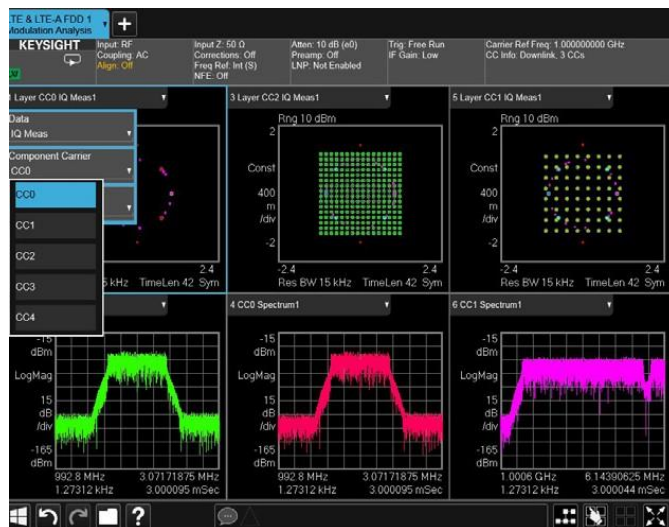 TE & LTE-A FDD 1
Modulation Analysis
KEYSIGHT
Input: RF
Coupling: AC
Align: Off
Input Z: 50 Ω
Corrections: Off
Freq Ref: Int (S)
NFE: Off
Atten: 10 dB (e0)
Preamp: Off
LNP: Not Enabled
Trig: Free Run
IF Gain: Low
Carrier Ref Freq: 1.000000000 GHz
CC Info: Downlink, 3 CCs
1 Layer CC0 IQ Meas1
Data
IQ Meas
Component Carrier
CC0
CC0
CC1
CC2
CC3
CC4
2.4
5 kHz TimeLen 42 Sym
3 Layer CC2 IQ Meas1
Rng 10 dBm
2
Const
400
m
/div
-2
-2.4
2.4
Res BW 15 kHz TimeLen 42 Sym
5 Layer CC1 IQ Meas1
Rng 10 dBm
2
Const
400
m
/div
-2
-2.4
2.4
Res BW 15 kHz TimeLen 42 Sym
-15
dBm
LogMag
15
dB
/div
-165
dBm
992.8 MHz 3.07171875 MHz
1.27312 kHz 3.000095 mSec
4 CC0 Spectrum1
-15
dBm
LogMag
15
dB
/div
-165
dBm
992.8 MHz 3.07171875 MHz
1.27312 kHz 3.000095 mSec
6 CC1 Spectrum1
-15
dBm
LogMag
15
dB
/div
-165
dBm
1.0006 GHz 6.14390625 MHz
1.27312 kHz 3.000044 mSec
?